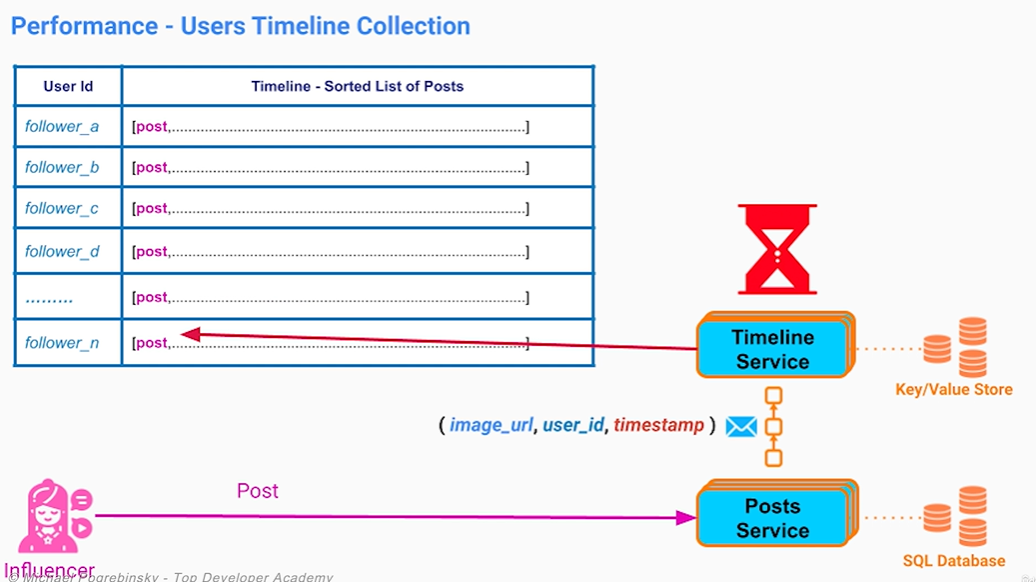 Performance - Users Timeline Collection
User Id
Timeline - Sorted List of Posts
follower_a
[post,......................................................................................]
follower_b
[post,......................................................................................]
follower_c
[post,......................................................................................]
follower_d
[post,......................................................................................]
.........
[post,......................................................................................]
follower_n
[post,......................................................................................]
Timeline
Service
Key/Value Store
( image_url, user_id, timestamp )
Post
Posts
Service
SQL Database
Influencer
© Michael Pogrebinsky - Top Developer Academy